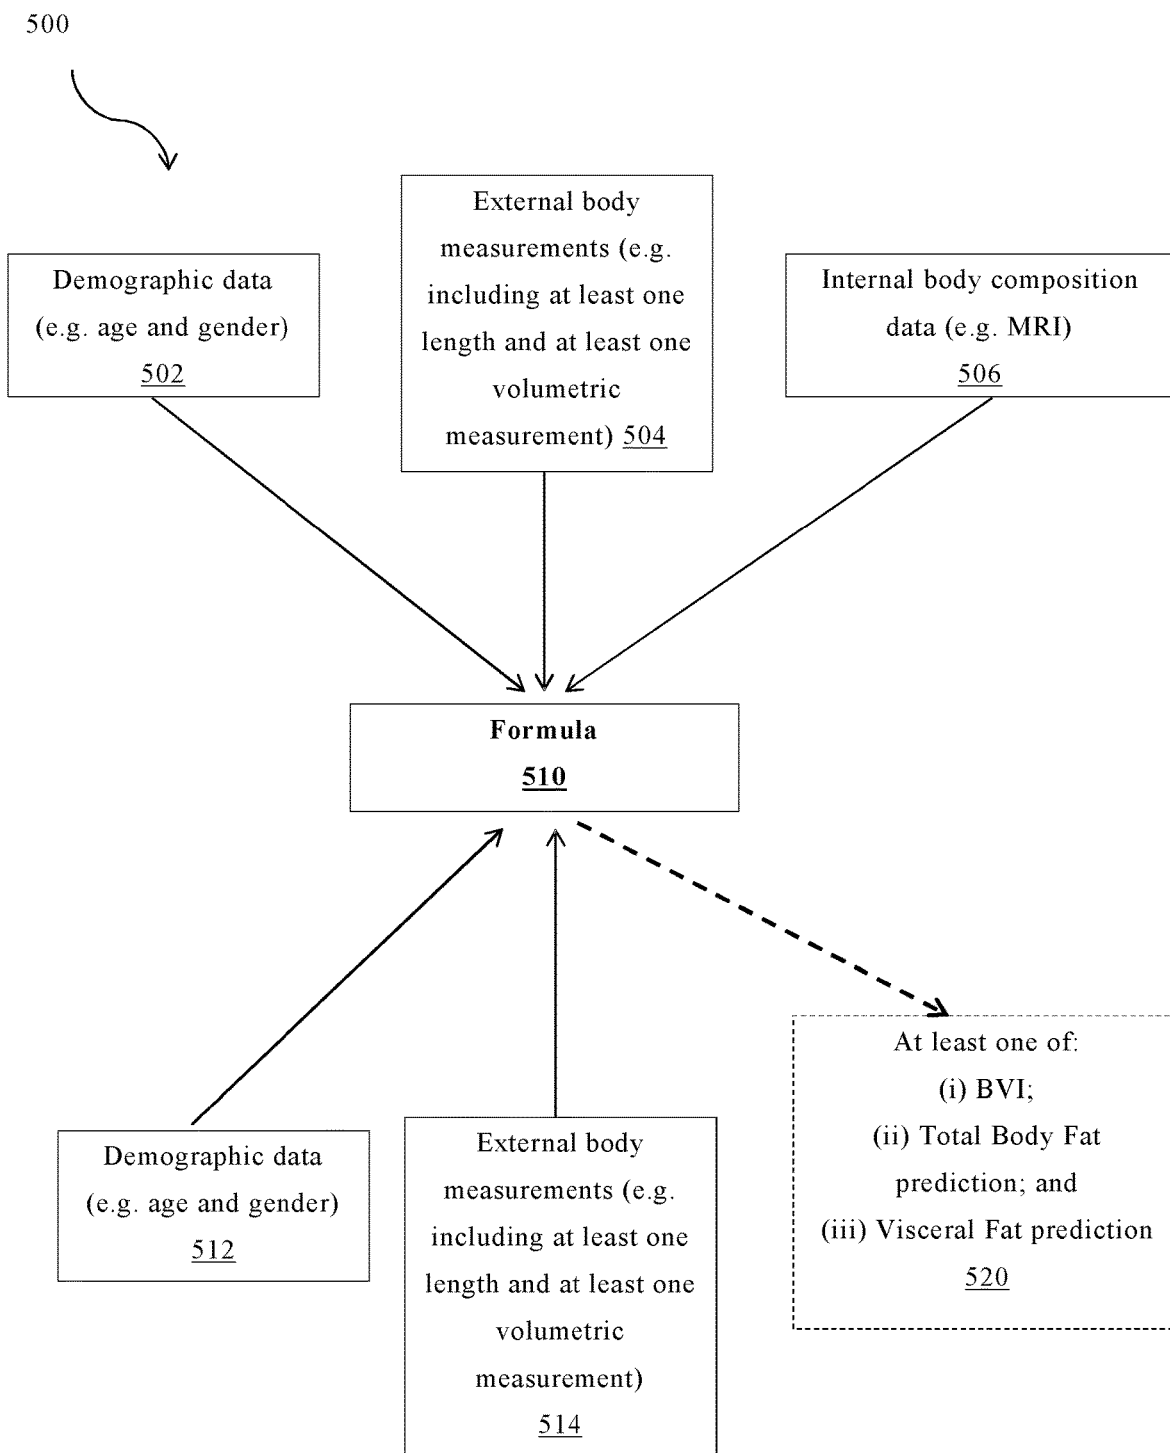 500
External body
measurements (e.g.
including at least one
length and at least one
volumetric
measurement) 504
Demographic data
(e.g. age and gender)
502
Internal body composition
data (e.g. MRI)
506
Formula
510
Demographic data
(e.g. age and gender)
512
External body
measurements (e.g.
including at least one
length and at least one
volumetric
measurement)
514
At least one of:
(i) BVI;
(ii) Total Body Fat
prediction; and
(iii) Visceral Fat prediction
520